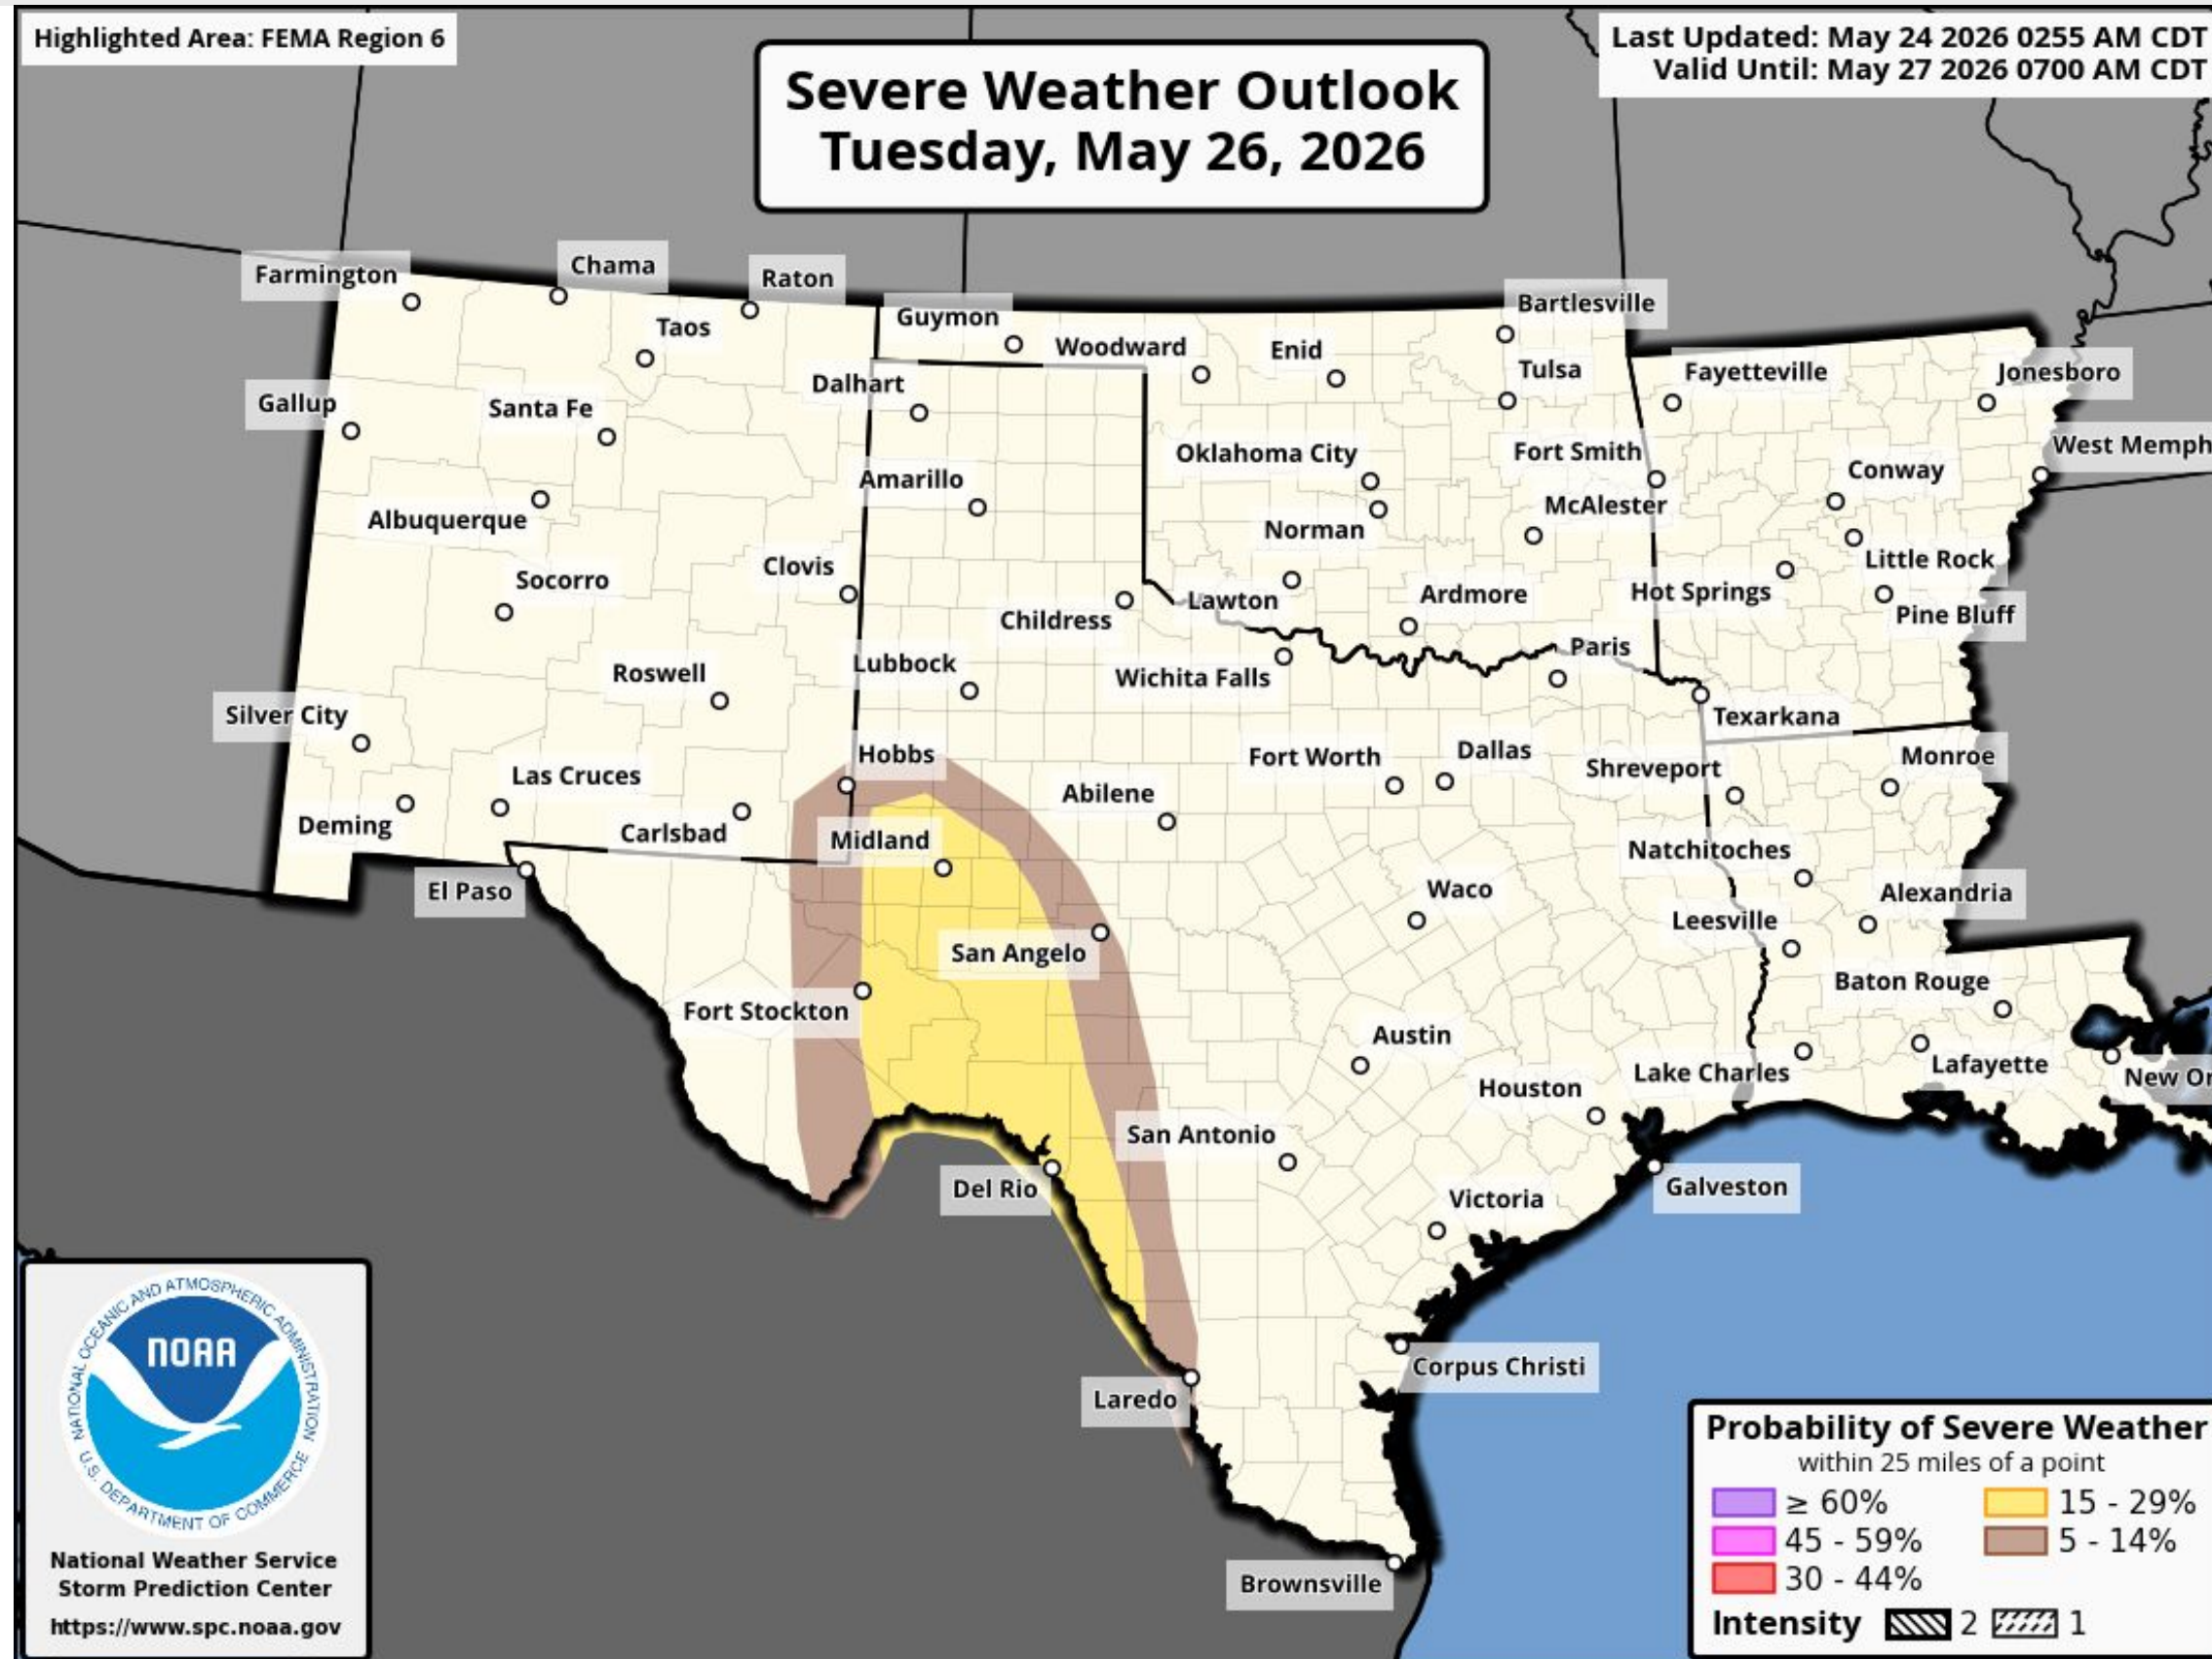 Highlighted Area: FEMA Region 6
Last Updated: May 24 2026 0255 AM CDT
Valid Until: May 27 2026 0700 AM CDT
Severe Weather Outlook
Tuesday, May 26, 2026
Farmington
Chama
Raton
Taos
Guymon
Woodward
Enid
Bartlesville
Tulsa
Fayetteville
Jonesboro
Gallup
Santa Fe
Dalhart
Amarillo
Oklahoma City
Fort Smith
West Memph
Conway
Albuquerque
Norman
McAlester
Little Rock
Socorro
Clovis
Childress
Lawton
Ardmore
Hot Springs
Pine Bluff
Roswell
Lubbock
Wichita Falls
Paris
Texarkana
Silver City
Las Cruces
Hobbs
Abilene
Fort Worth
Dallas
Shreveport
Monroe
Deming
Carlsbad
Midland
Natchitoches
El Paso
Waco
Alexandria
Leesville
San Angelo
Baton Rouge
Fort Stockton
Austin
Houston
Lake Charles
Lafayette
New Or
San Antonio
Del Rio
Victoria
Galveston
Laredo
Corpus Christi
Brownsville
NATIONAL OCEANIC AND ATMOSPHERIC ADMINISTRATION
NOAA
U.S. DEPARTMENT OF COMMERCE
National Weather Service
Storm Prediction Center
https://www.spc.noaa.gov
Probability of Severe Weather
within 25 miles of a point
≥ 60% 15 - 29%
45 - 59% 5 - 14%
30 - 44%
Intensity 2 1